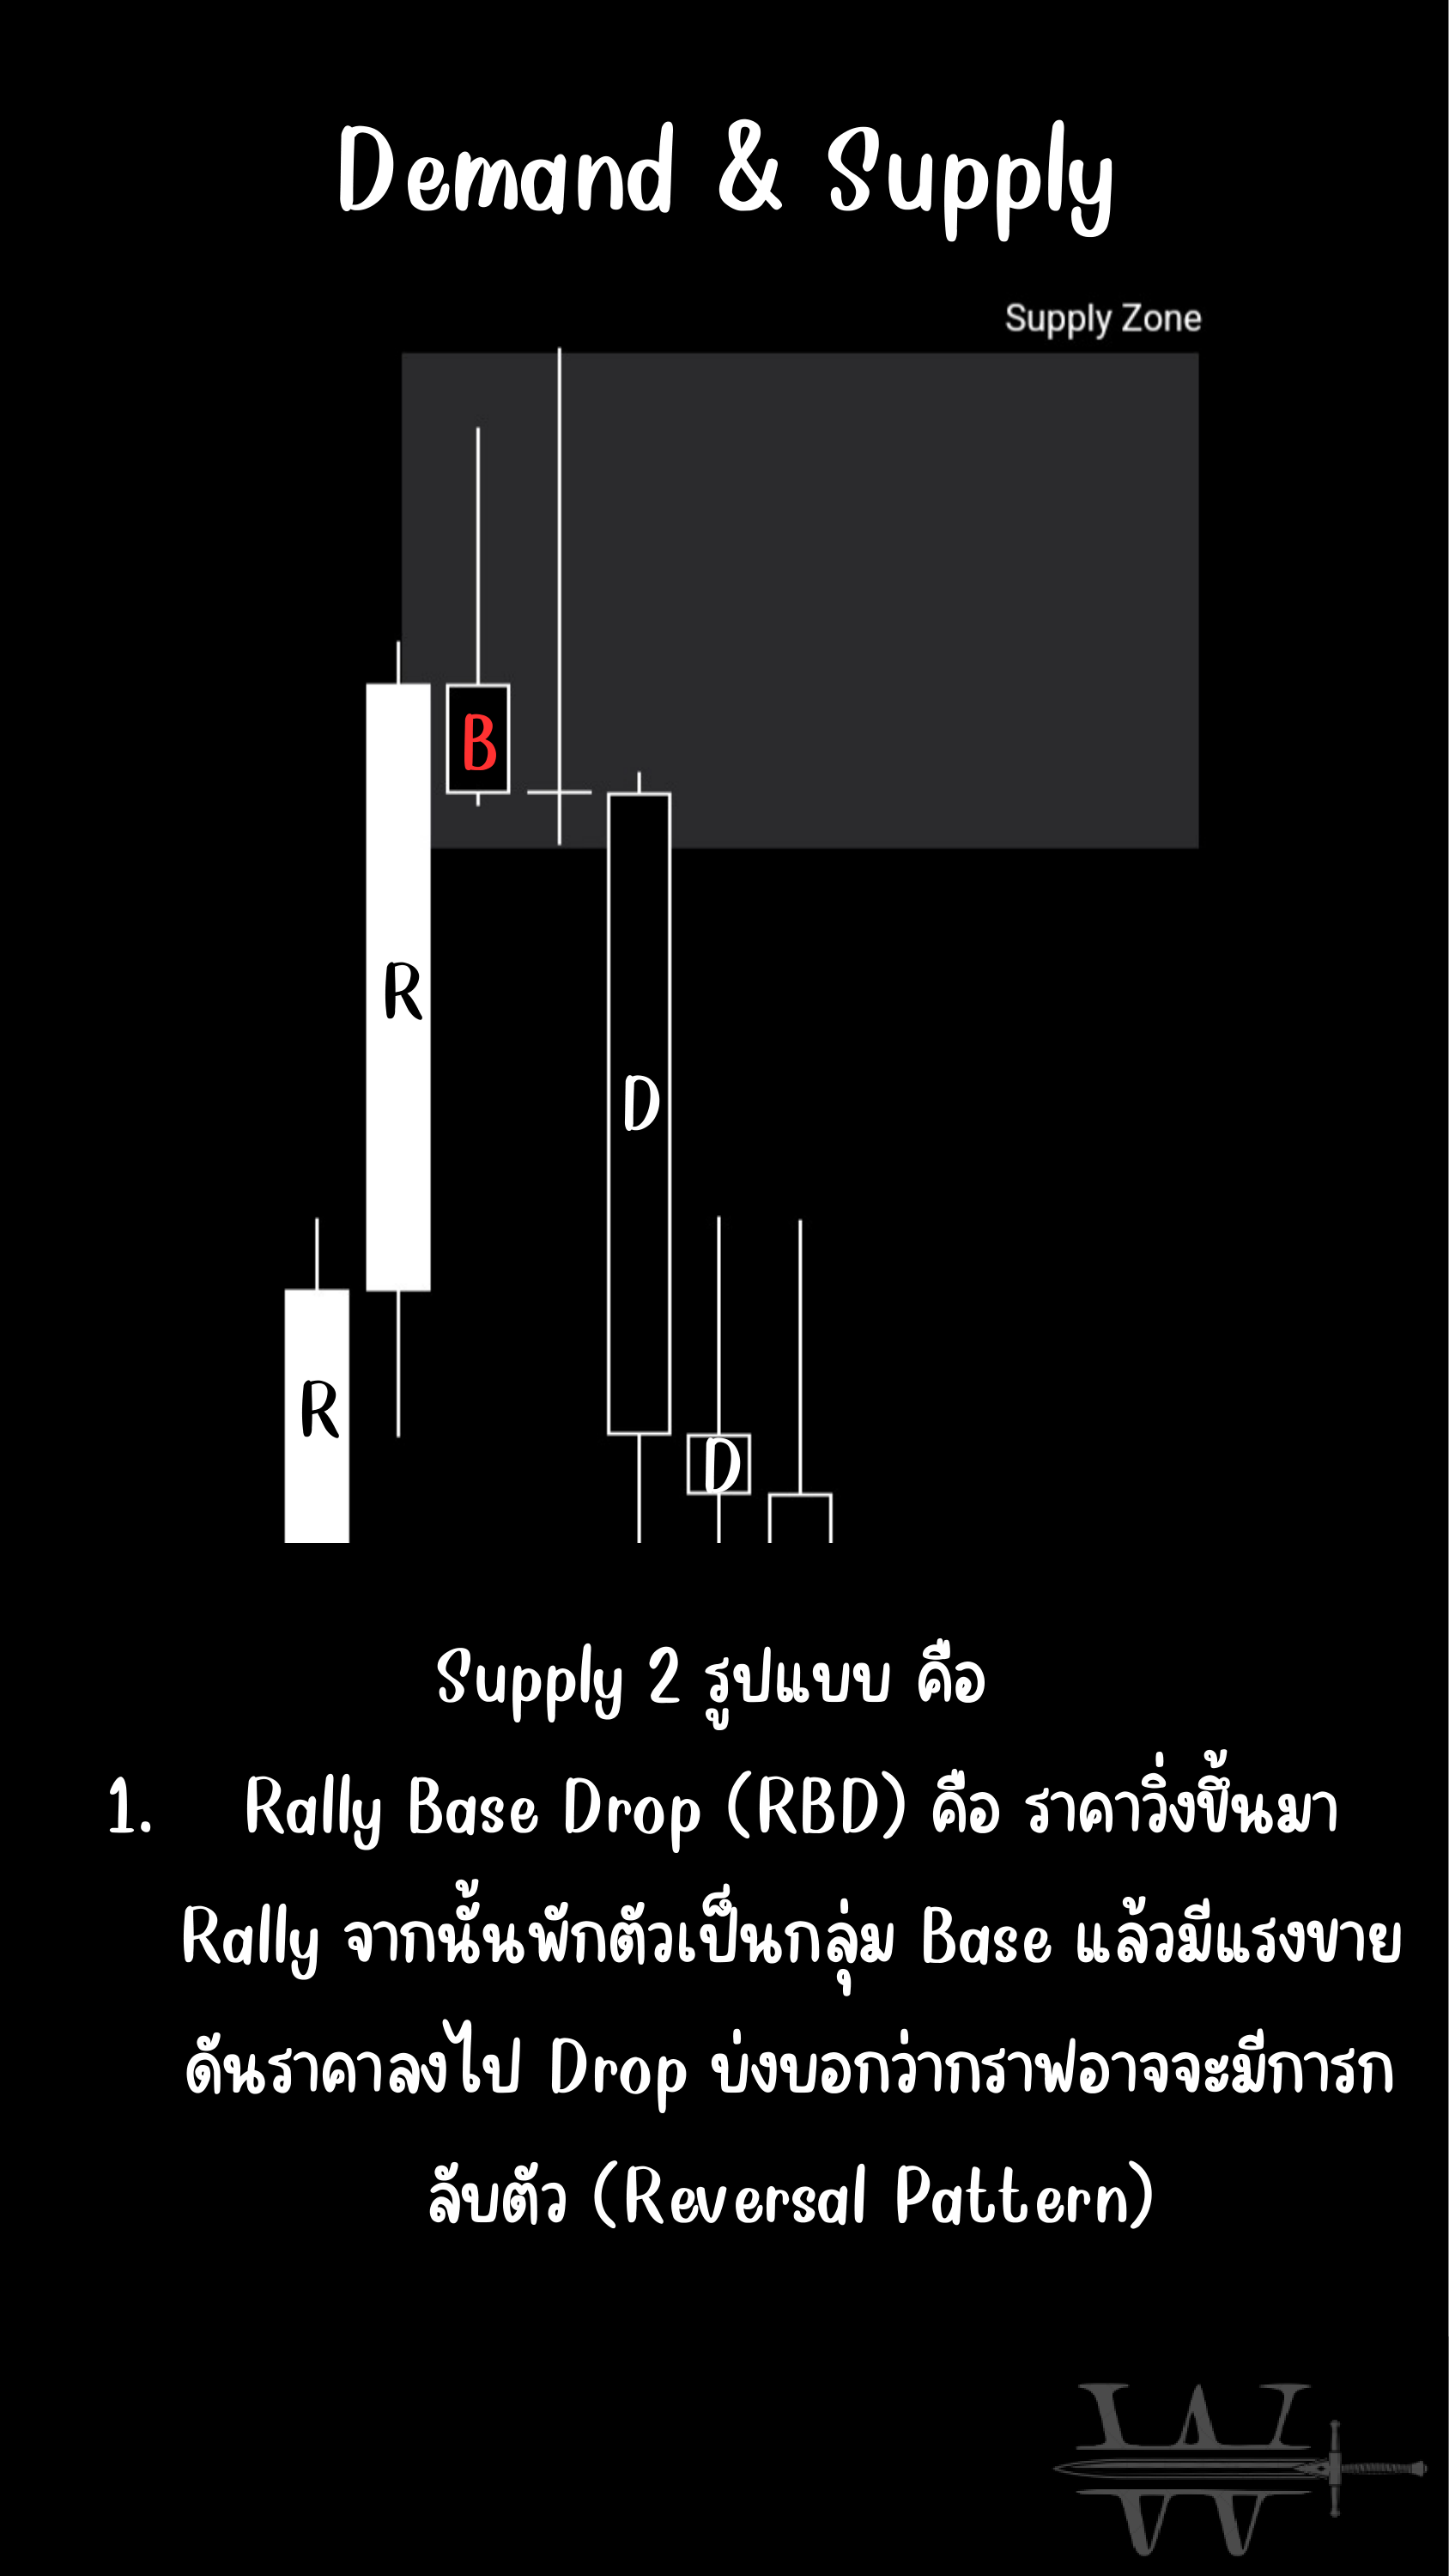 Demand & Supply
Supply Zone
B
R
D
R
D
Supply 2 รูปแบบ คือ
1. Rally Base Drop (RBD) คือ ราคาวิ่งขึ้นมา
Rally จากนั้นพักตัวเป็นกลุ่ม Base แล้วมีแรงขาย
ดันราคาลงไป Drop บ่งบอกว่ากราฟอาจจะมีการก
ลับตัว (Reversal Pattern)
W